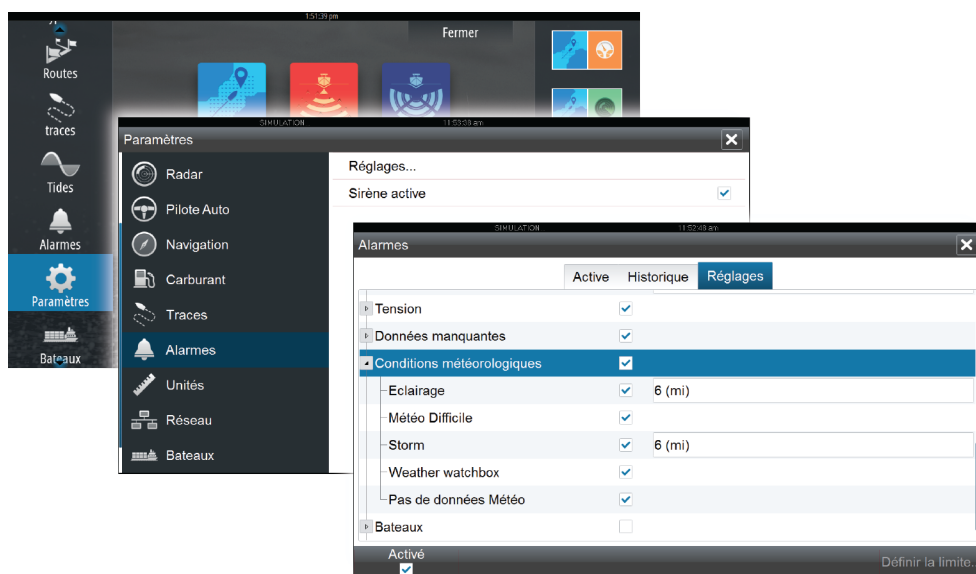 1:51:39 pm
Fermer
Routes
traces
Tides
Alarmes
Paramètres
Bateaux
SIMULATION 11:53:09 am
Paramètres
Radar
Pilote Auto
Navigation
Carburant
Traces
Alarmes
Unités
Réseau
Bateaux
Réglages...
Sirène active
SIMULATION 11:52:48 am
Alarmes
Active Historique Réglages
Tension
Données manquantes
Conditions météorologiques
Eclairage 6 (mi)
Météo Difficile
Storm 6 (mi)
Weather watchbox
Pas de données Météo
Bateaux
Activé
Définir la limite.